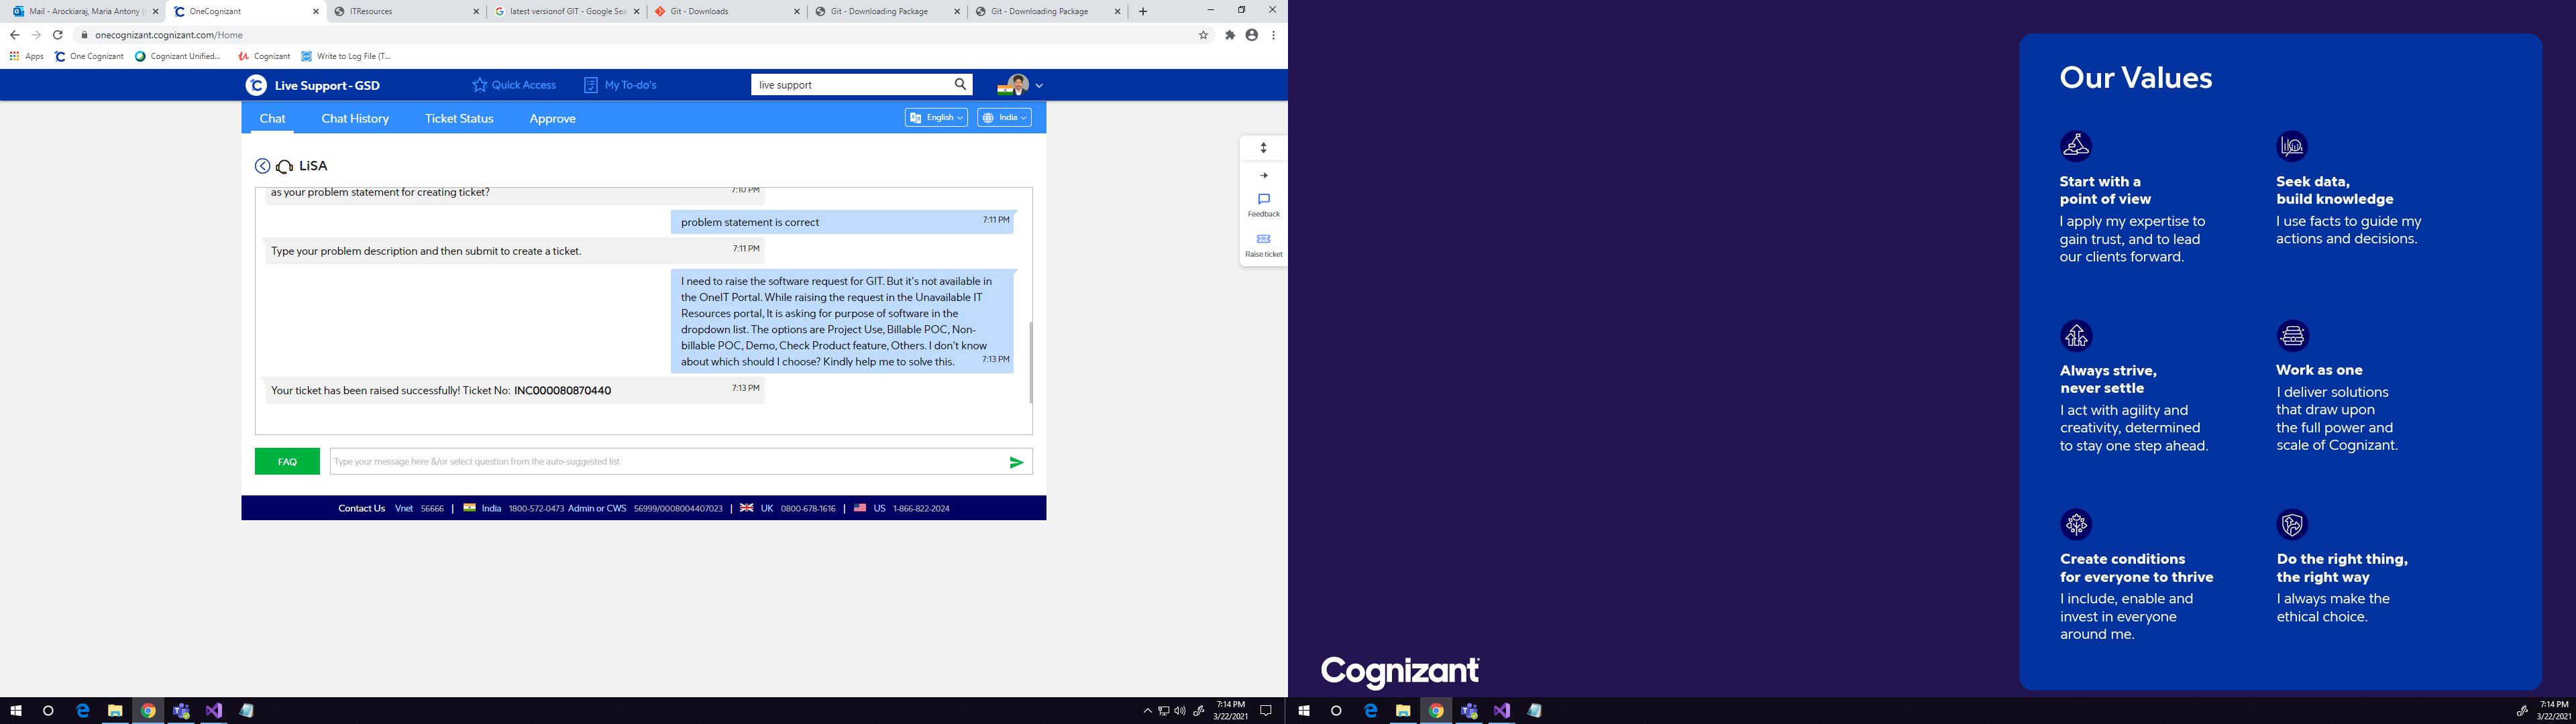 Mail - Arockiaraj, Maria Antony (
OneCognizant
ITResources
latest versionof GIT - Google Sea
Git - Downloads
Git - Downloading Package
Git - Downloading Package
onecognizant.cognizant.com/Home
Apps
One Cognizant
Cognizant Unified...
Cognizant
Write to Log File (T...
Live Support - GSD
Quick Access
My To-do's
live support
Chat
Chat History
Ticket Status
Approve
English
India
LiSA
as your problem statement for creating ticket?
7:10 PM
problem statement is correct
7:11 PM
Type your problem description and then submit to create a ticket.
7:11 PM
I need to raise the software request for GIT. But it's not available in
the OneIT Portal. While raising the request in the Unavailable IT
Resources portal, It is asking for purpose of software in the
dropdown list. The options are Project Use, Billable POC, Non-
billable POC, Demo, Check Product feature, Others. I don't know
about which should I choose? Kindly help me to solve this.
7:13 PM
Your ticket has been raised successfully! Ticket No: INC000080870440
7:13 PM
FAQ
Type your message here &/or select question from the auto-suggested list
Contact Us Vnet 56666 | India 1800-572-0473 Admin or CWS 56999/0008004407023 | UK 0800-678-1616 | US 1-866-822-2024
Feedback
Raise ticket
7:14 PM
3/22/2021
Our Values
Start with a
point of view
I apply my expertise to
gain trust, and to lead
our clients forward.
Seek data,
build knowledge
I use facts to guide my
actions and decisions.
Always strive,
never settle
I act with agility and
creativity, determined
to stay one step ahead.
Work as one
I deliver solutions
that draw upon
the full power and
scale of Cognizant.
Create conditions
for everyone to thrive
I include, enable and
invest in everyone
around me.
Do the right thing,
the right way
I always make the
ethical choice.
Cognizant
7:14 PM
3/22/2021